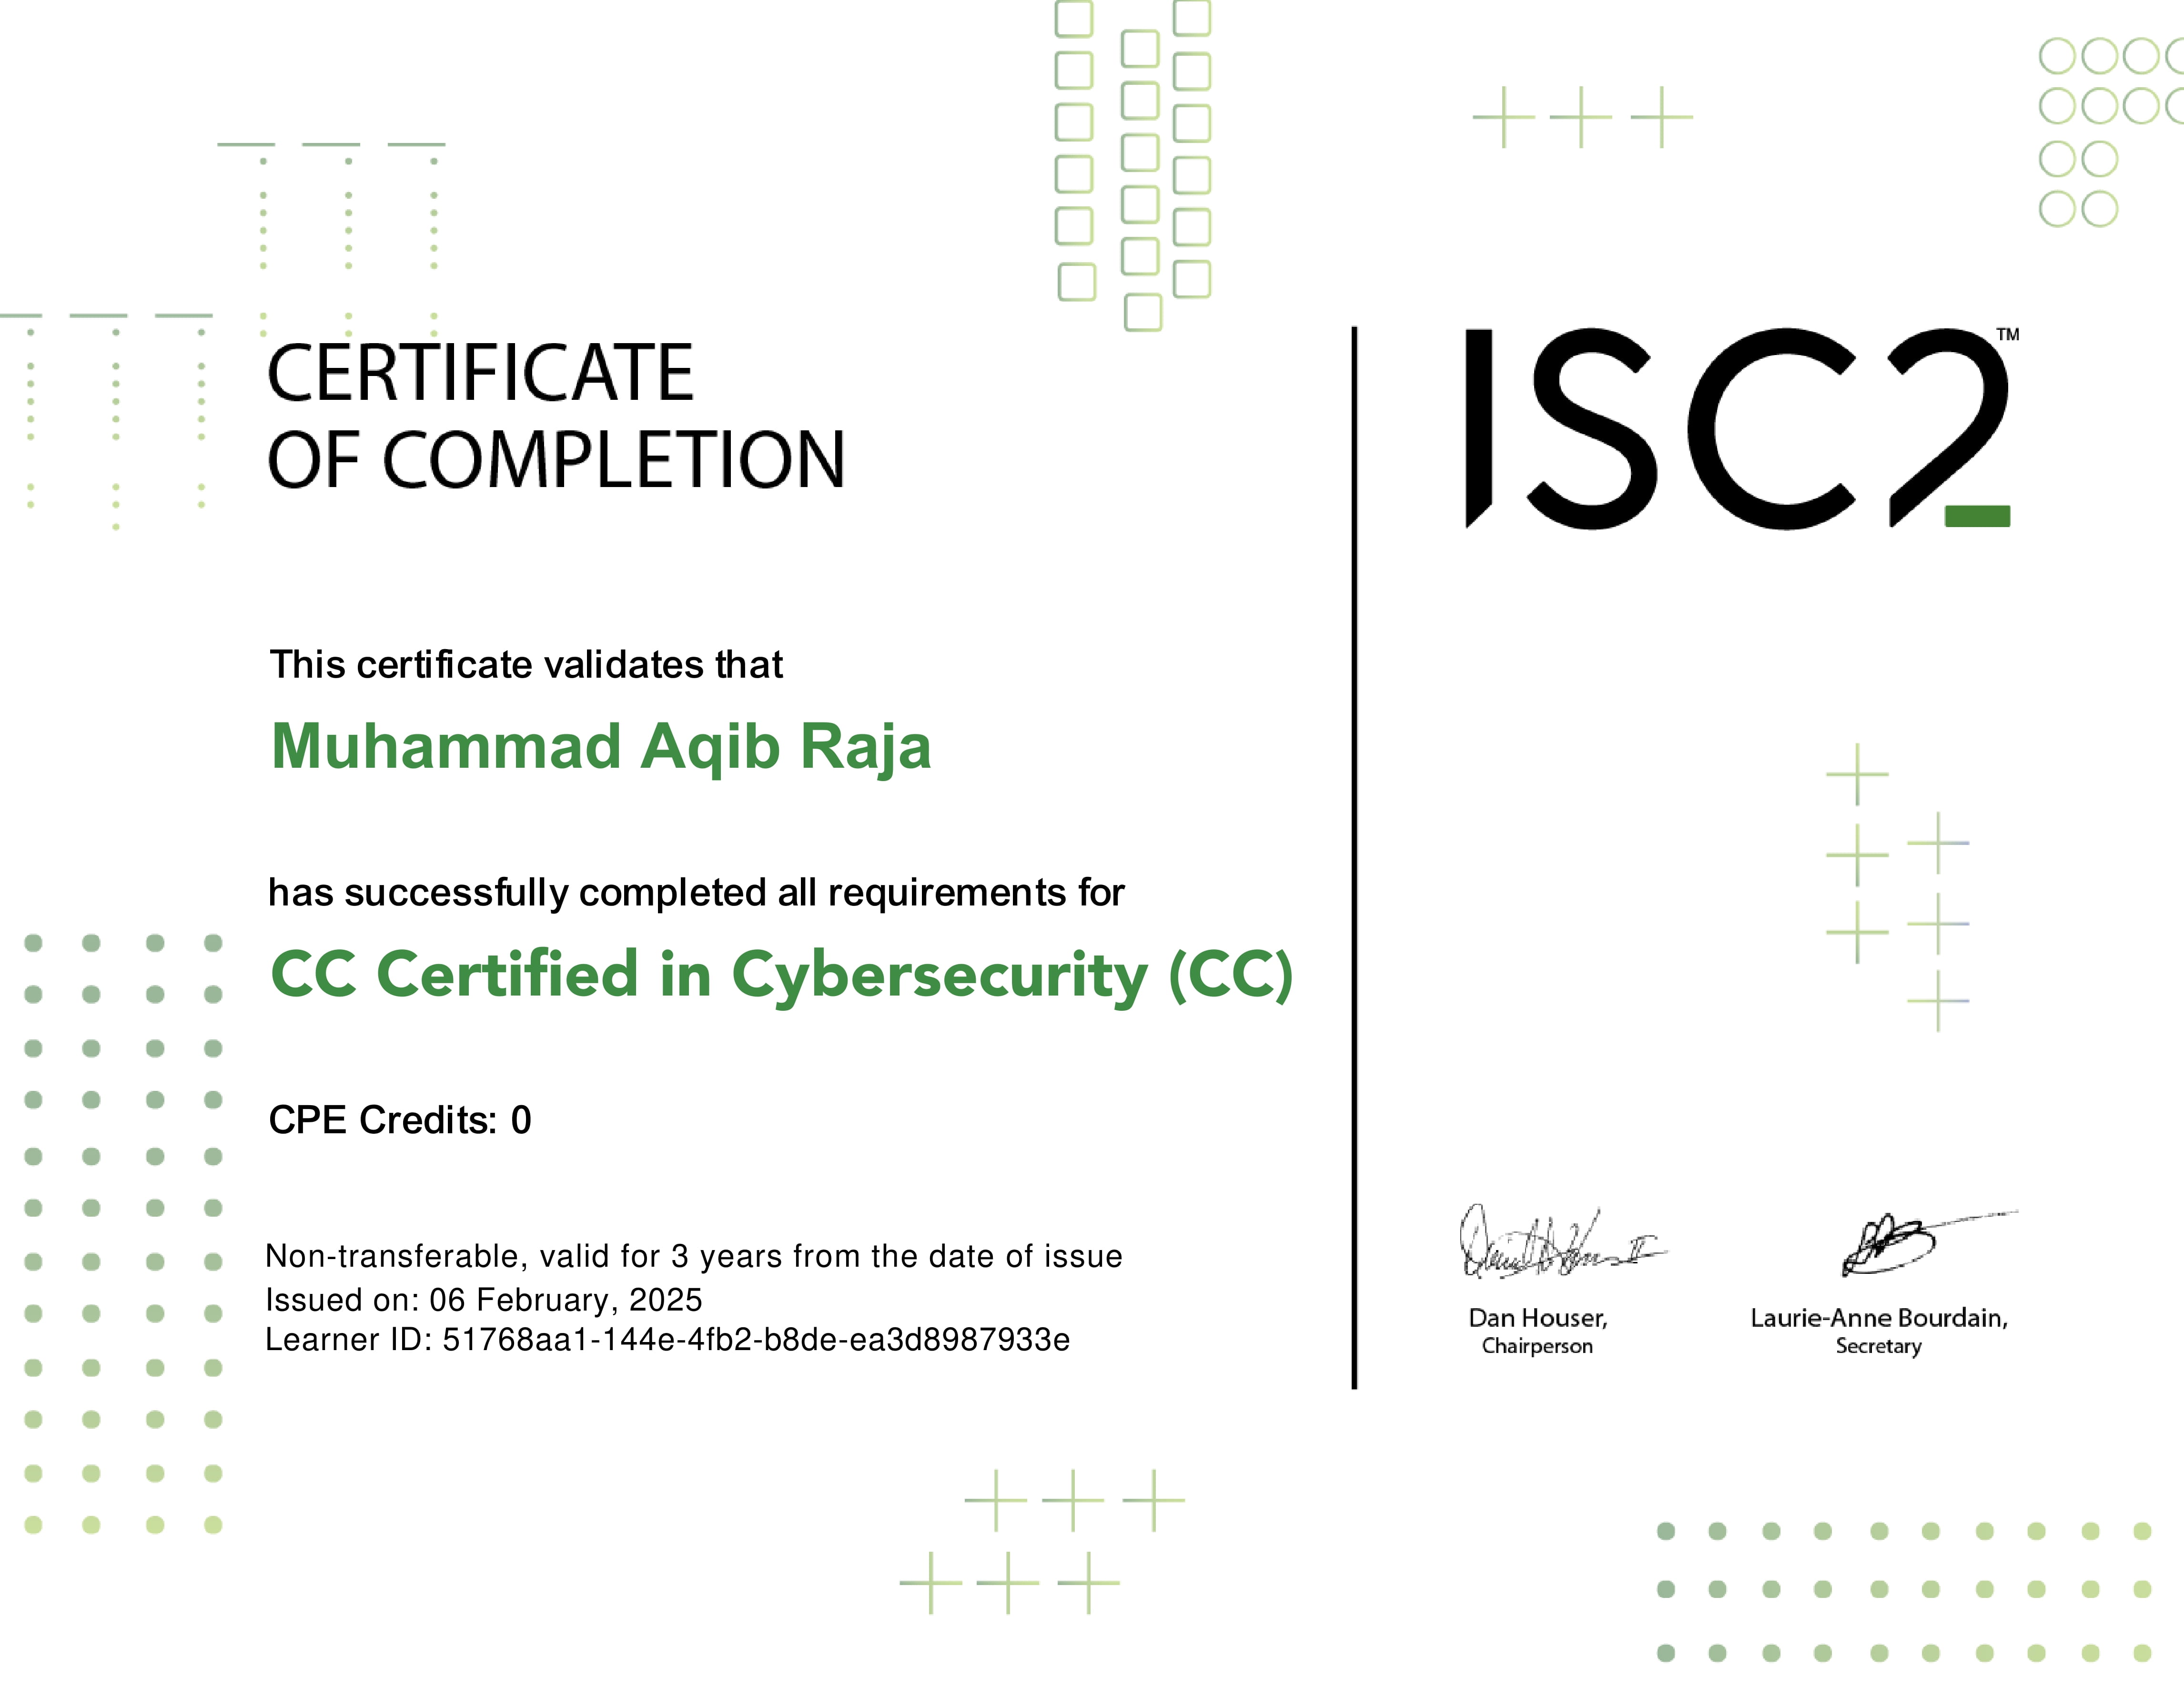 CERTIFICATE
OF COMPLETION
ISC2™
This certificate validates that
Muhammad Aqib Raja
has successfully completed all requirements for
CC Certified in Cybersecurity (CC)
CPE Credits: 0
Non-transferable, valid for 3 years from the date of issue
Issued on: 06 February, 2025
Learner ID: 51768aa1-144e-4fb2-b8de-ea3d8987933e
Dan Houser,
Chairperson
Laurie-Anne Bourdain,
Secretary